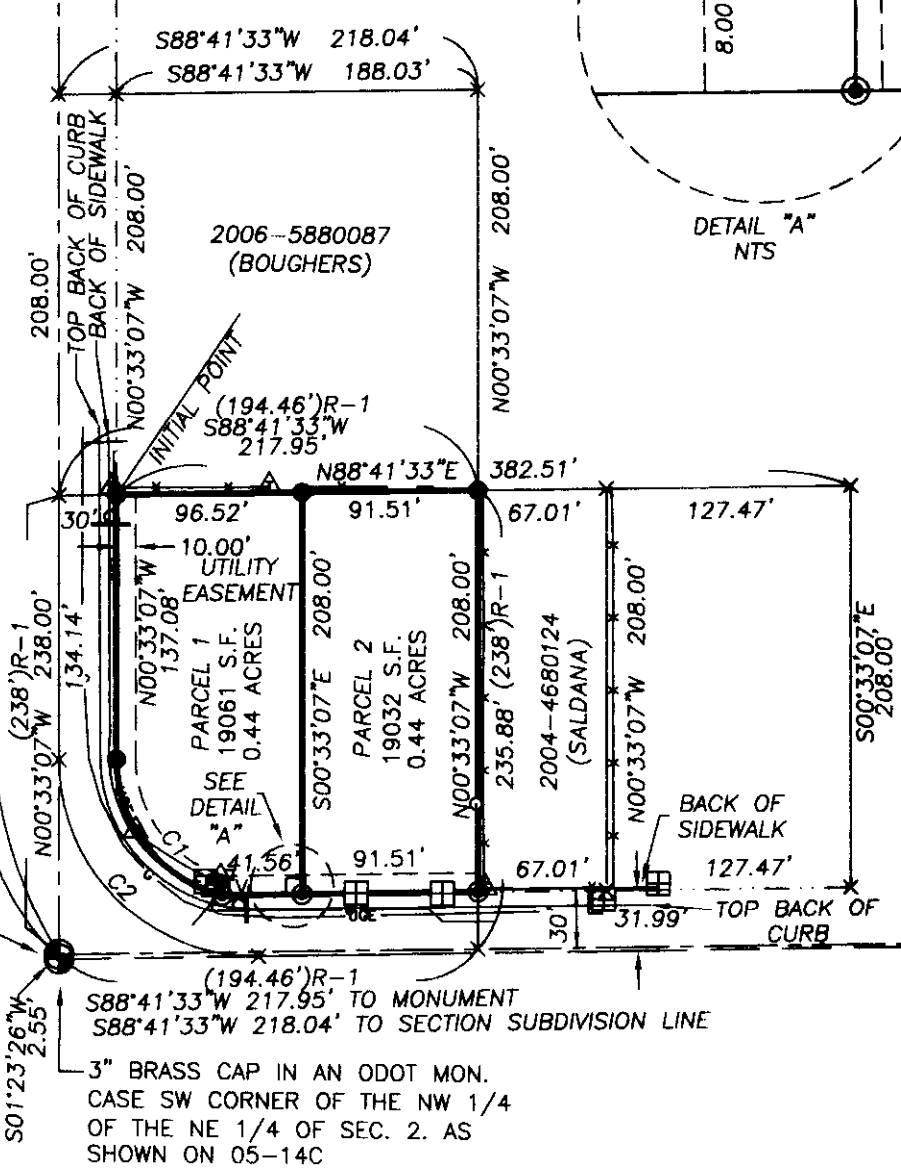 S88°41'33"W 218.04'
S88°41'33"W 188.03'
8.00'
TOP BACK OF CURB
BACK OF SIDEWALK
208.00'
N00°33'07"W 208.00'
2006-5880087
(BOUGHERS)
N00°33'07"W 208.00'
DETAIL "A"
NTS
INITIAL POINT
(194.46')R-1
S88°41'33"W
217.95'
N88°41'33"E 382.51'
30'
96.52'
91.51'
67.01'
127.47'
10.00'
UTILITY
EASEMENT
(238')R-1
N00°33'07"W 238.00'
134.14'
N00°33'07"W
137.08'
PARCEL 1
19061 S.F.
0.44 ACRES
S00°33'07"E 208.00'
PARCEL 2
19032 S.F.
0.44 ACRES
N00°33'07"W 208.00'
235.88' (238')R-1
2004-4680124
(SALDANA)
N00°33'07"W 208.00'
S00°33'07"E
208.00'
SEE
DETAIL
"A"
BACK OF
SIDEWALK
C1
41.56'
91.51'
67.01'
127.47'
C2
30'
31.99'
TOP BACK OF
CURB
(194.46')R-1
S88°41'33"W 217.95' TO MONUMENT
S88°41'33"W 218.04' TO SECTION SUBDIVISION LINE
S01°23'26"W
2.55'
3" BRASS CAP IN AN ODOT MON.
CASE SW CORNER OF THE NW 1/4
OF THE NE 1/4 OF SEC. 2. AS
SHOWN ON 05-14C